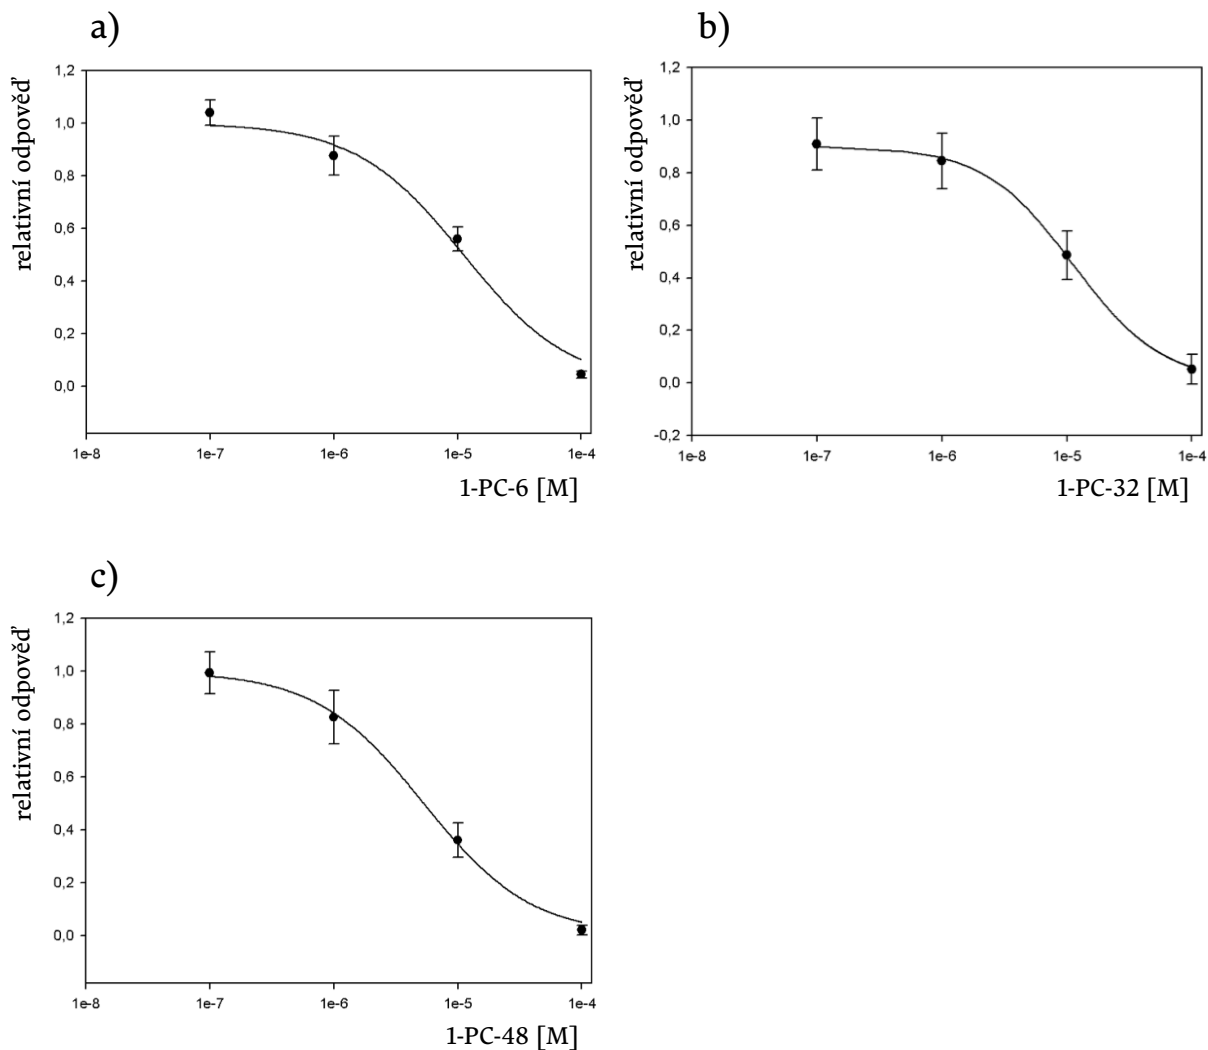 a)
relativní odpověď
1,2
1,0
0,8
0,6
0,4
0,2
0,0
1e-8 1e-7 1e-6 1e-5 1e-4
1-PC-6 [M]
b)
relativní odpověď
1,2
1,0
0,8
0,6
0,4
0,2
0,0
-0,2
1e-8 1e-7 1e-6 1e-5 1e-4
1-PC-32 [M]
c)
relativní odpověď
1,2
1,0
0,8
0,6
0,4
0,2
0,0
1e-8 1e-7 1e-6 1e-5 1e-4
1-PC-48 [M]